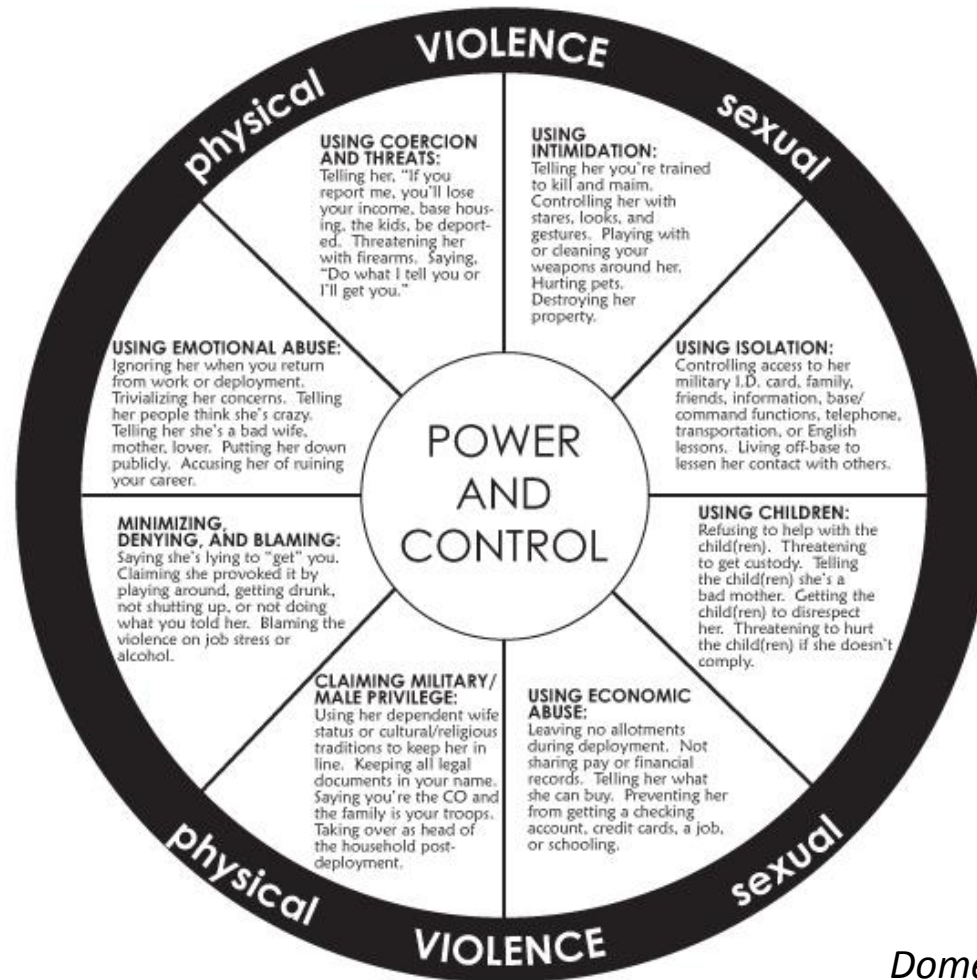 physical VIOLENCE sexual
USING COERCION
AND THREATS:
Telling her, “If you
report me, you’ll lose
your income, base hous-
ing, the kids, be deport-
ed. Threatening her
with firearms. Saying,
“Do what I tell you or
I’ll get you.”
USING
INTIMIDATION:
Telling her you’re trained
to kill and maim.
Controlling her with
stares, looks, and
gestures. Playing with
or cleaning your
weapons around her.
Hurting pets.
Destroying her
property.
USING EMOTIONAL ABUSE:
Ignoring her when you return
from work or deployment.
Trivializing her concerns. Telling
her people think she’s crazy.
Telling her she’s a bad wife,
mother, lover. Putting her down
publicly. Accusing her of ruining
your career.
USING ISOLATION:
Controlling access to her
military I.D. card, family,
friends, information, base/
command functions, telephone,
transportation, or English
lessons. Living off-base to
lessen her contact with others.
POWER
AND
CONTROL
MINIMIZING,
DENYING, AND BLAMING:
Saying she’s lying to “get” you.
Claiming she provoked it by
playing around, getting drunk,
not shutting up, or not doing
what you told her. Blaming the
violence on job stress or
alcohol.
USING CHILDREN:
Refusing to help with the
child(ren). Threatening
to get custody. Telling
the child(ren) she’s a
bad mother. Getting the
child(ren) to disrespect
her. Threatening to hurt
the child(ren) if she doesn’t
comply.
CLAIMING MILITARY/
MALE PRIVILEGE:
Using her dependent wife
status or cultural/religious
traditions to keep her in
line. Keeping all legal
documents in your name.
Saying you’re the CO and
the family is your troops.
Taking over as head of
the household post-
deployment.
USING ECONOMIC
ABUSE:
Leaving no allotments
during deployment. Not
sharing pay or financial
records. Telling her what
she can buy. Preventing her
from getting a checking
account, credit cards, a job,
or schooling.
physical VIOLENCE sexual
Dome